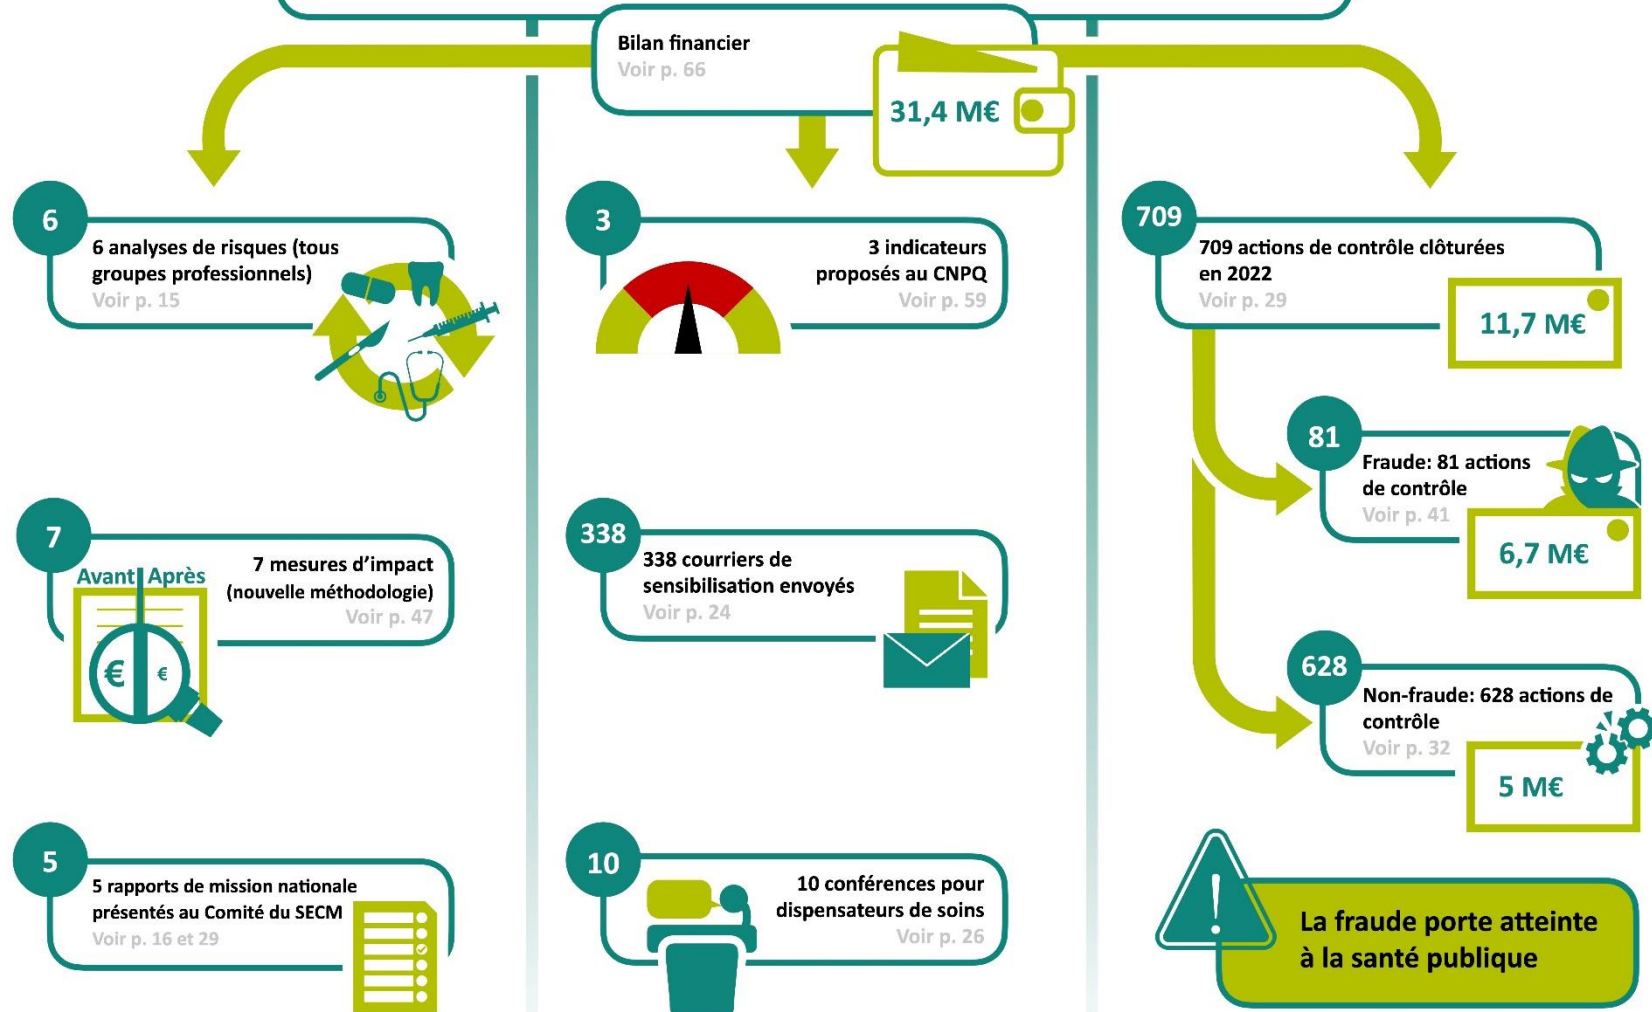 Bilan financier
Voir p. 66
31,4 M€
6
6 analyses de risques (tous
groupes professionnels)
Voir p. 15
7
Avant Après
7 mesures d’impact
(nouvelle méthodologie)
Voir p. 47
€ €
5
5 rapports de mission nationale
présentés au Comité du SECM
Voir p. 16 et 29
3
3 indicateurs
proposés au CNPQ
Voir p. 59
338
338 courriers de
sensibilisation envoyés
Voir p. 24
10
10 conférences pour
dispensateurs de soins
Voir p. 26
709
709 actions de contrôle clôturées
en 2022
Voir p. 29
11,7 M€
81
Fraude: 81 actions
de contrôle
Voir p. 41
6,7 M€
628
Non-fraude: 628 actions de
contrôle
Voir p. 32
5 M€
!
La fraude porte atteinte
à la santé publique